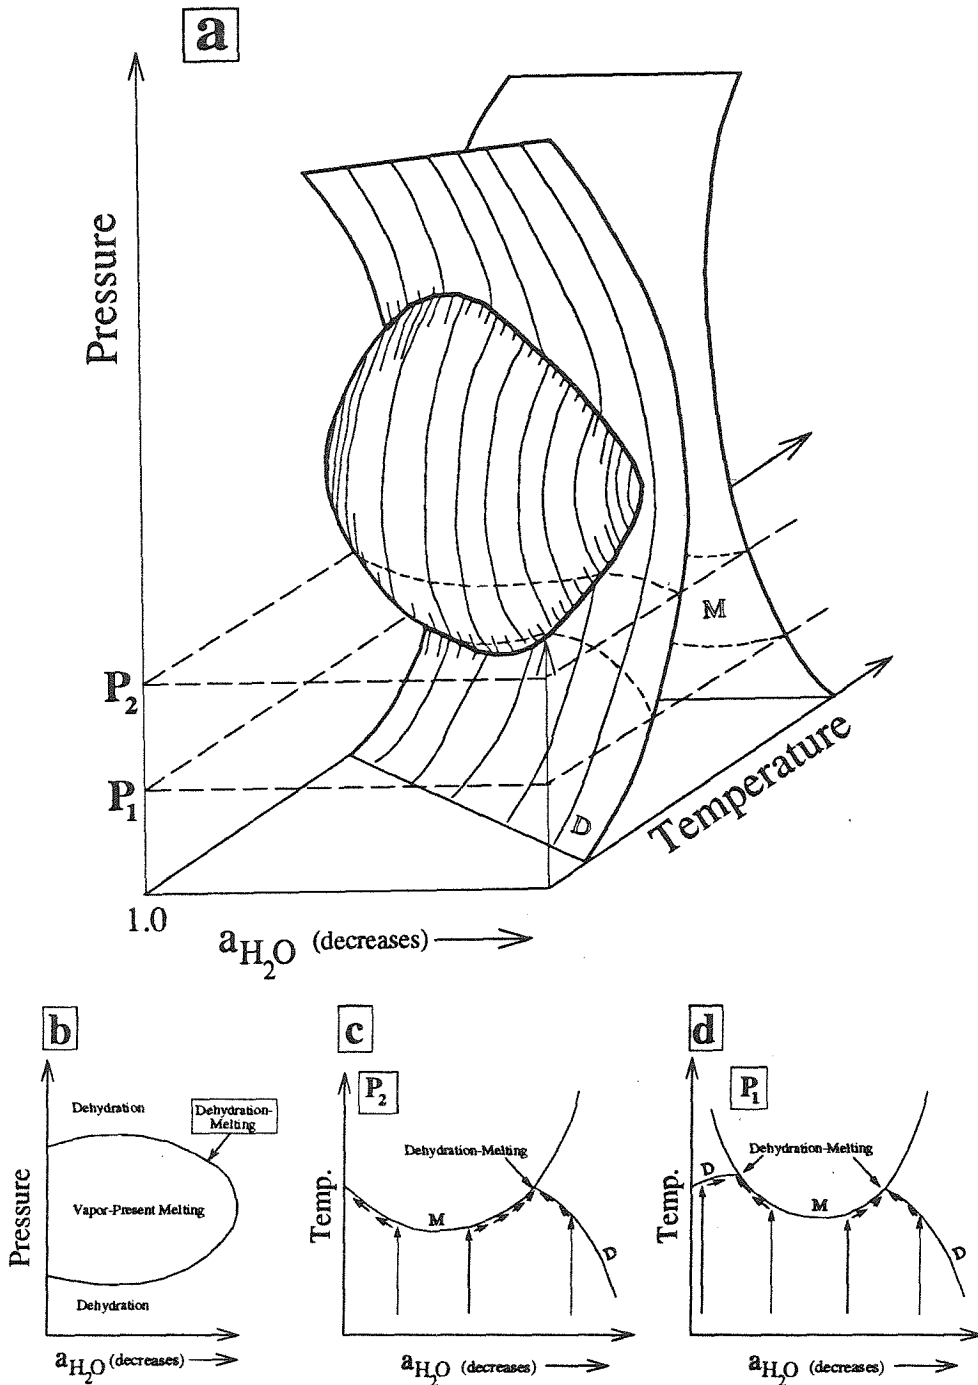 a
Pressure
M
P2
P1
D
Temperature
1.0
aH2O (decreases)
b
Pressure
Dehydration
Dehydration-
Melting
Vapor-Present Melting
Dehydration
aH2O (decreases)
c
P2
Temp.
Dehydration-Melting
M
D
aH2O (decreases)
d
P1
Temp.
D
Dehydration-Melting
M
D
aH2O (decreases)